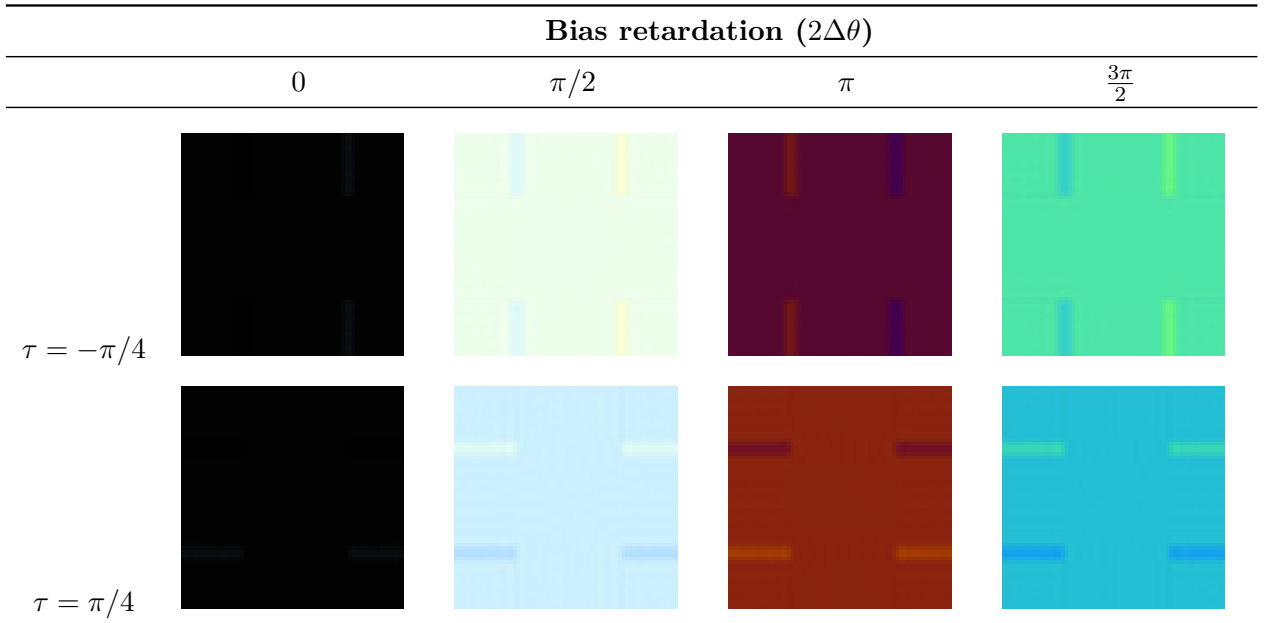 Bias retardation (2Δθ)
0 π/2 π 3π/2
τ = −π/4
τ = π/4